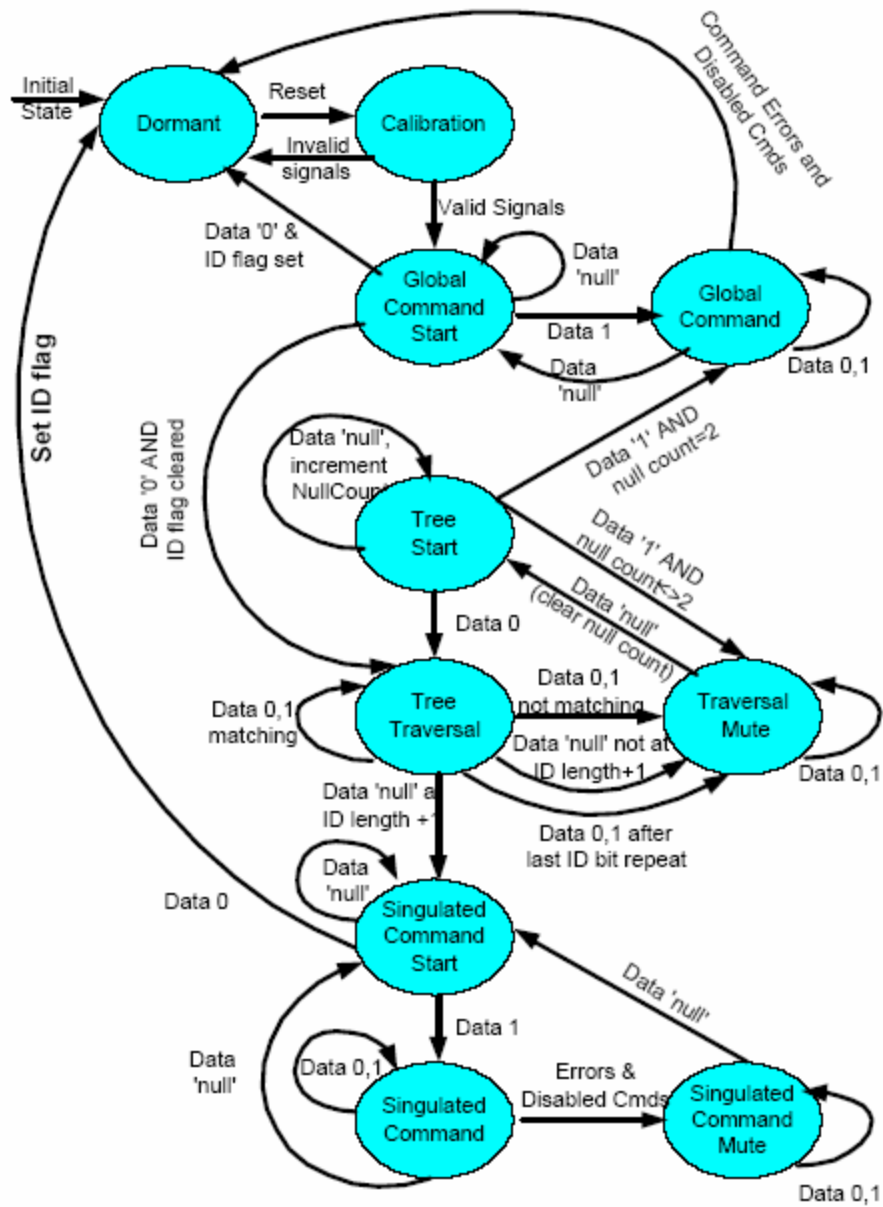 Command Errors and
Disabled Cmds
Initial
State
Dormant
Reset
Calibration
Invalid
signals
Valid Signals
Data '0' &
ID flag set
Global
Command
Start
Data
'null'
Data 1
Global
Command
Data 0,1
Data
'null'
Set ID flag
Data '0' AND
ID flag cleared
Data 'null',
increment
NullCount
Data '1' AND
null count=2
Tree
Start
Data '1' AND
null count<>2
Data 'null'
(clear null count)
Data 0
Data 0,1
matching
Tree
Traversal
Data 0,1
not matching
Traversal
Mute
Data 0,1
Data 'null' not at
ID length+1
Data 'null' a
ID length +1
Data 0,1 after
last ID bit repeat
Data
'null'
Data 0
Singulated
Command
Start
Data 'null'
Data 1
Data
'null'
Data 0,1
Singulated
Command
Errors &
Disabled Cmds
Singulated
Command
Mute
Data 0,1